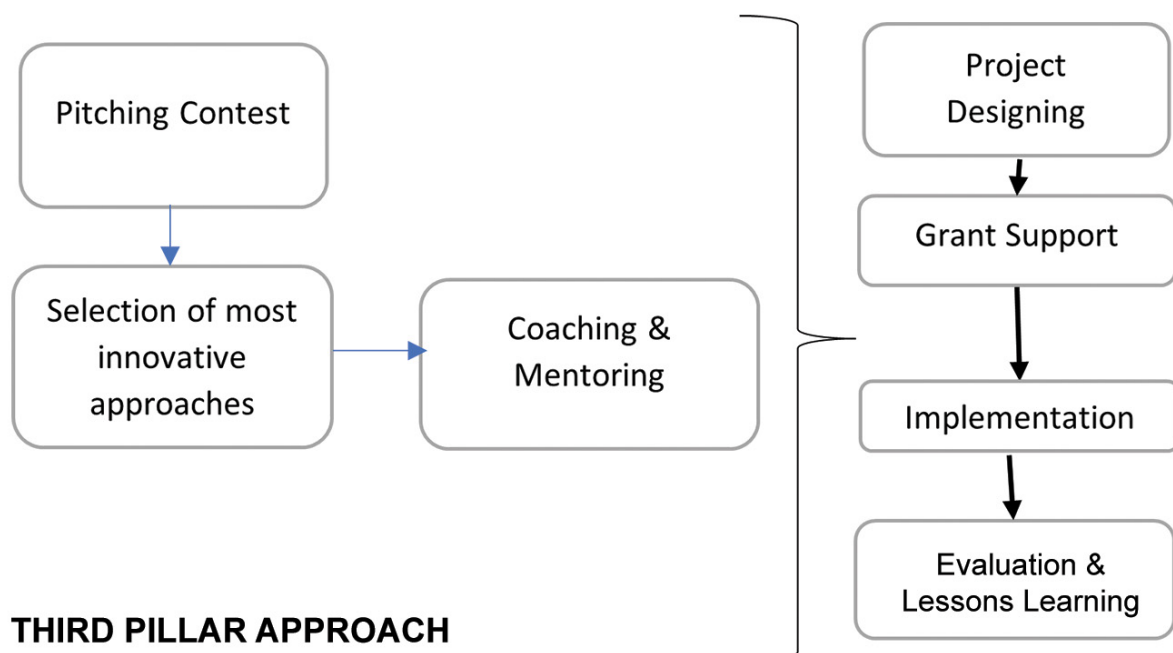 Pitching Contest
Selection of most
innovative
approaches
Coaching &
Mentoring
Project
Designing
Grant Support
Implementation
Evaluation &
Lessons Learning
THIRD PILLAR APPROACH